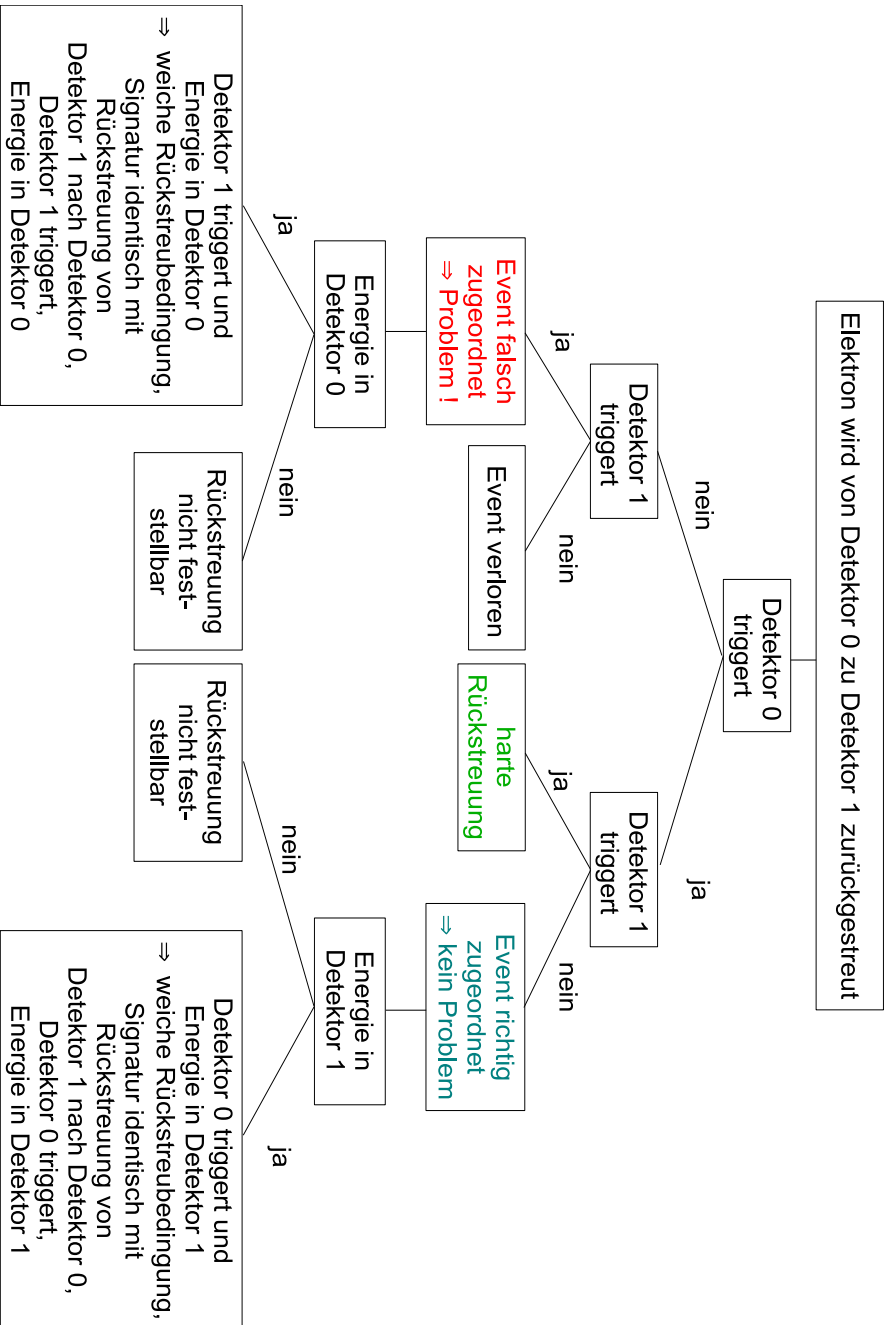 Elektron wird von Detektor 0 zu Detektor 1 zurückgestreut
Detektor 0
triggert
nein
ja
Detektor 1
triggert
Detektor 1
triggert
ja
nein
ja
nein
Event falsch
zugeordnet
⇒ Problem !
Event verloren
harte
Rückstreuung
Event richtig
zugeordnet
⇒ kein Problem
Energie in
Detektor 0
Energie in
Detektor 1
ja
nein
nein
ja
Detektor 1 triggert und
Energie in Detektor 0
⇒ weiche Rückstreubedingung,
Signatur identisch mit
Rückstreuung von
Detektor 1 nach Detektor 0,
Detektor 1 triggert,
Energie in Detektor 0
Rückstreuung
nicht fest-
stellbar
Rückstreuung
nicht fest-
stellbar
Detektor 0 triggert und
Energie in Detektor 1
⇒ weiche Rückstreubedingung,
Signatur identisch mit
Rückstreuung von
Detektor 1 nach Detektor 0,
Detektor 0 triggert,
Energie in Detektor 1